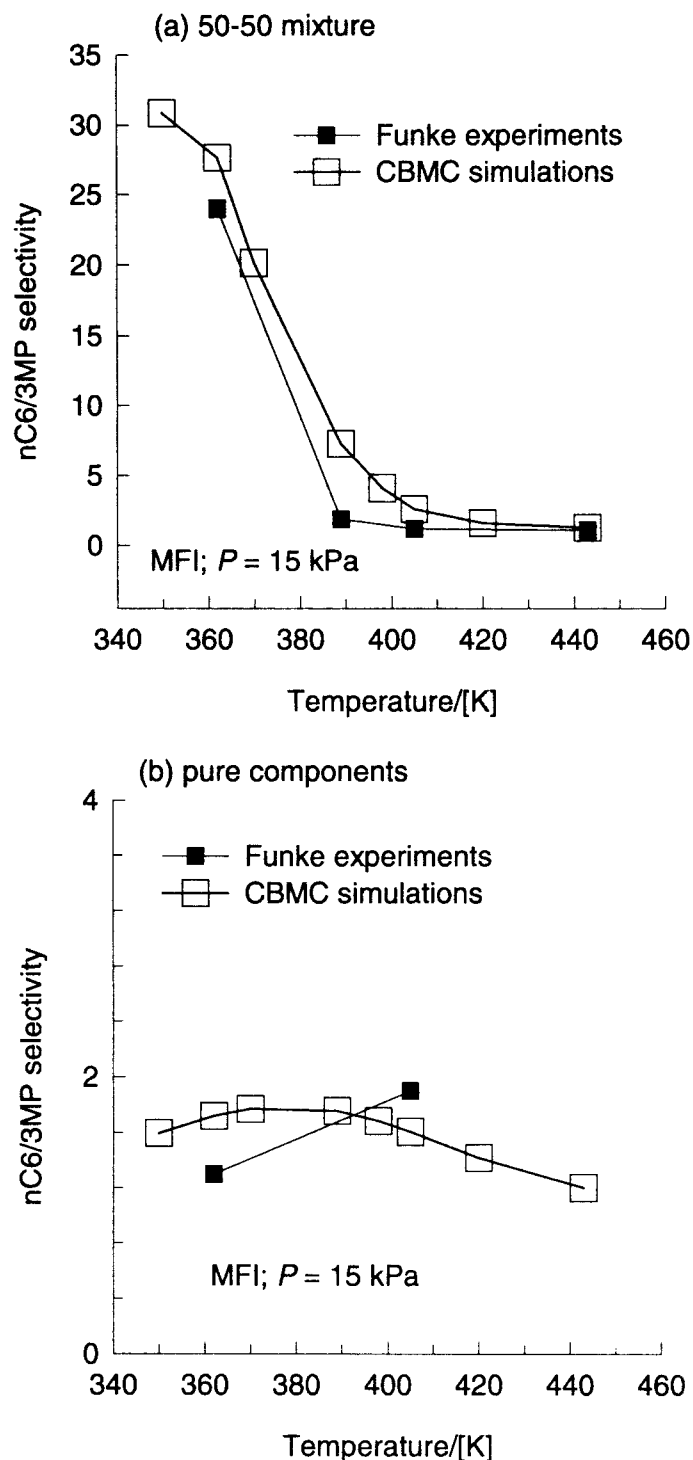 (a) 50-50 mixture
35
30
25
20
15
10
5
0
nC6/3MP selectivity
Funke experiments
CBMC simulations
MFI; P = 15 kPa
340 360 380 400 420 440 460
Temperature/[K]
(b) pure components
4
2
0
nC6/3MP selectivity
Funke experiments
CBMC simulations
MFI; P = 15 kPa
340 360 380 400 420 440 460
Temperature/[K]